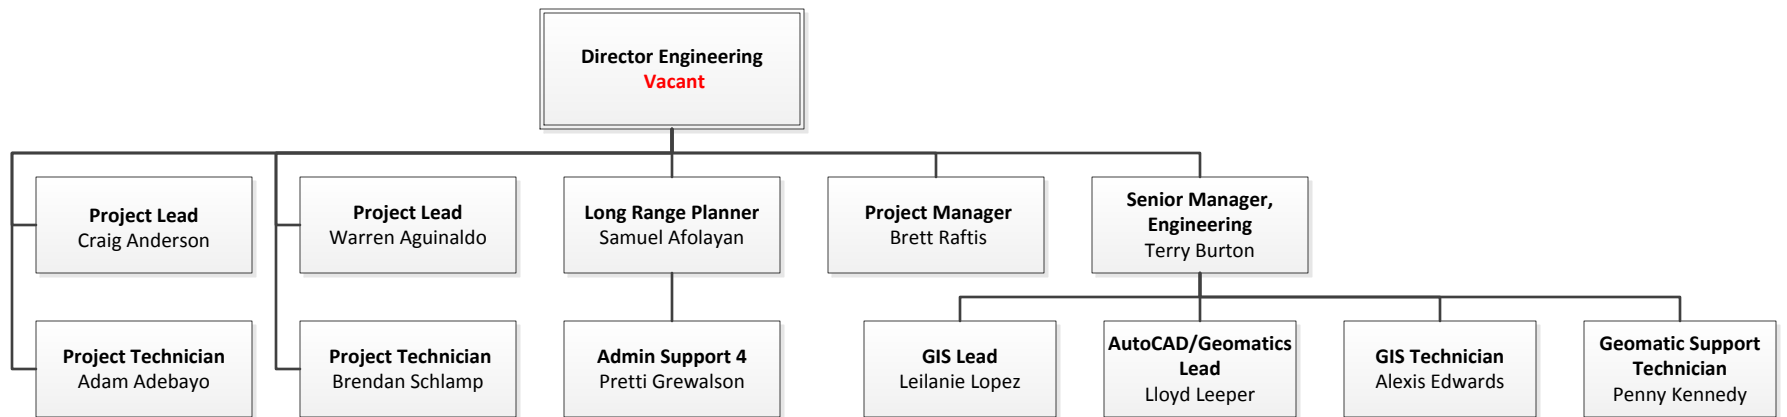 Director Engineering
Vacant
Project Lead
Craig Anderson
Project Lead
Warren Aguinaldo
Long Range Planner
Samuel Afolayan
Project Manager
Brett Raftis
Senior Manager,
Engineering
Terry Burton
Project Technician
Adam Adebayo
Project Technician
Brendan Schlamp
Admin Support 4
Pretti Grewalson
GIS Lead
Leilanie Lopez
AutoCAD/Geomatics
Lead
Lloyd Leeper
GIS Technician
Alexis Edwards
Geomatic Support
Technician
Penny Kennedy